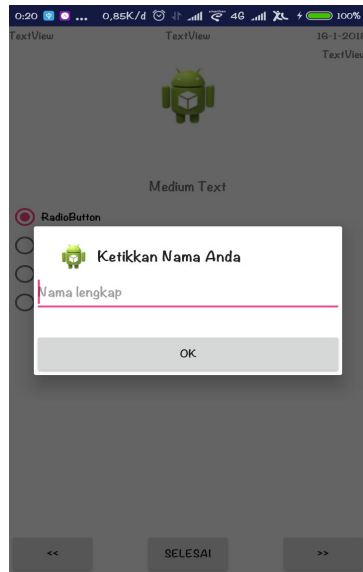 0:20 ... 0,85K/d 4G 100%
TextView TextView 16-1-2018
TextView
Medium Text
RadioButton
Ketikkan Nama Anda
Nama lengkap
OK
<< SELESAI >>